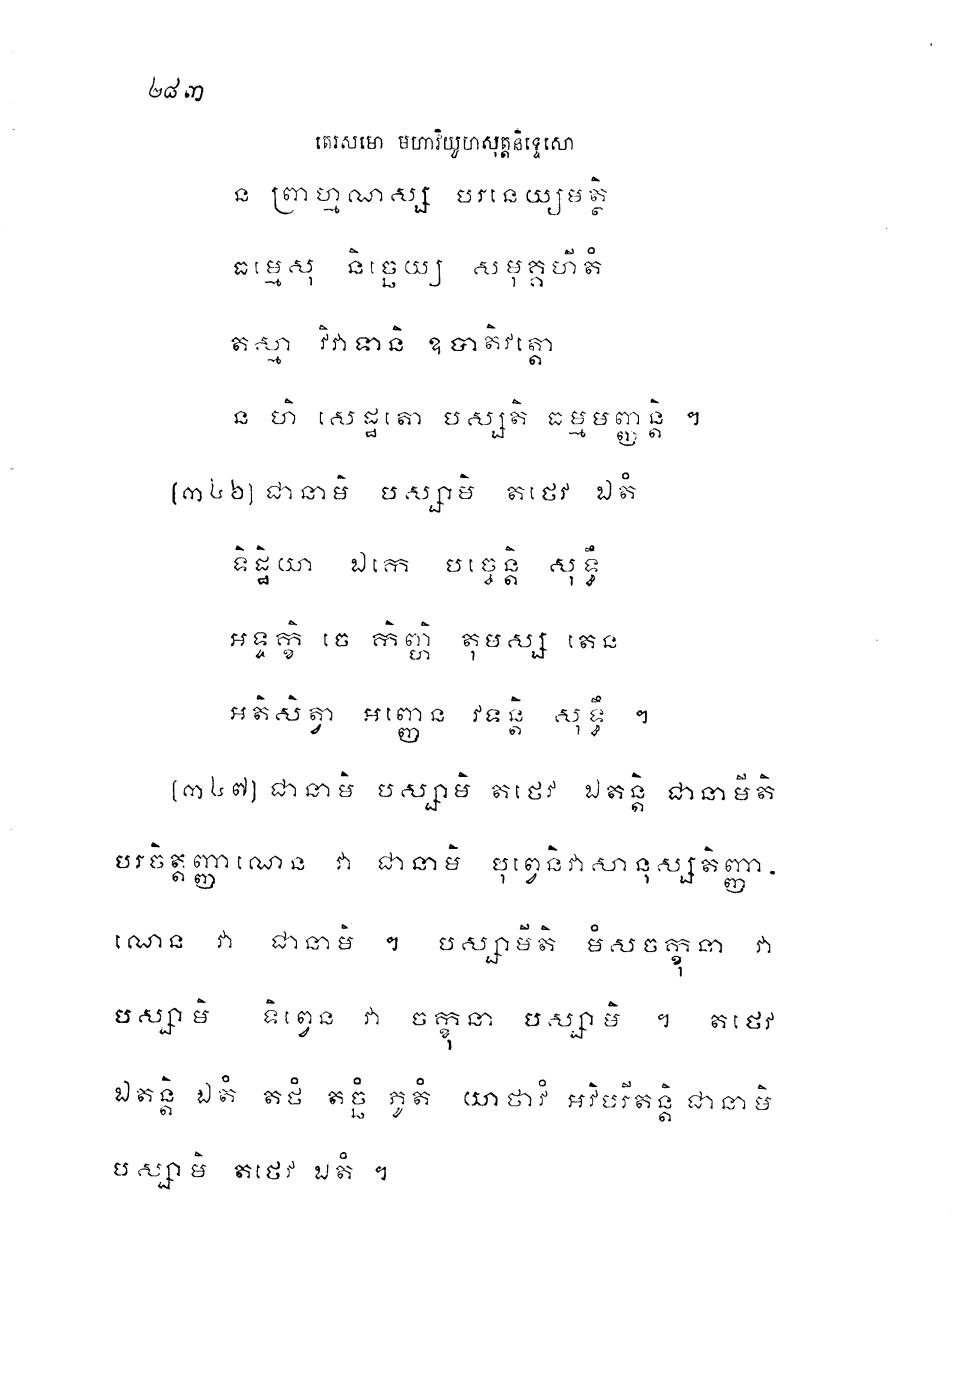 ២៨៣
តេរសមោ មហាវិយូហសុត្តនិទ្ទេសោ
ន ព្រាហ្មណស្ស បរនេយ្យមត្ថិ
ធម្មេសុ និច្ឆេយ្យ សមុគ្គហីតំ
តស្មា វិវាទានិ ឧបាតិវត្តោ
ន ហិ សេដ្ឋតោ បស្សតិ ធម្មមញ្ញន្តិ ។
(៣៤៦) ជានាមិ បស្សាមិ តថេវ ឯតំ
ទិដ្ឋិយា ឯកេ បច្ចេន្តិ សុទ្ធឹ
អទ្ទក្ខិ ចេ កិញ្ហិ តុមស្ស តេន
អតិសិត្វា អញ្ញេន វទន្តិ សុទ្ធឹ ។
(៣៤៧) ជានាមិ បស្សាមិ តថេវ ឯតន្តិ ជានាមីតិ
បរចិត្តញ្ញាណេន វា ជានាមិ បុព្វេនិវាសានុស្សតិញ្ញា-
ណេន វា ជានាមិ ។ បស្សាមីតិ មំសចក្ខុនា វា
បស្សាមិ ទិព្វេន វា ចក្ខុនា បស្សាមិ ។ តថេវ
ឯតន្តិ ឯតំ តថំ តច្ឆំ ភូតំ យាថាវំ អវិបរីតន្តិ ជានាមិ
បស្សាមិ តថេវ ឯតំ ។